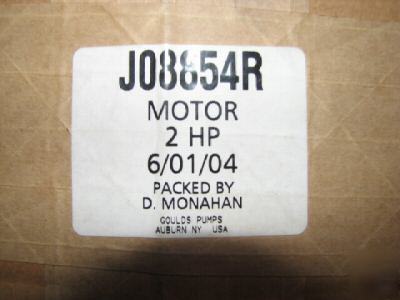 J08854R
MOTOR
2 HP
6/01/04
PACKED BY
D. MONAHAN
GOULDS PUMPS
AUBURN NY USA